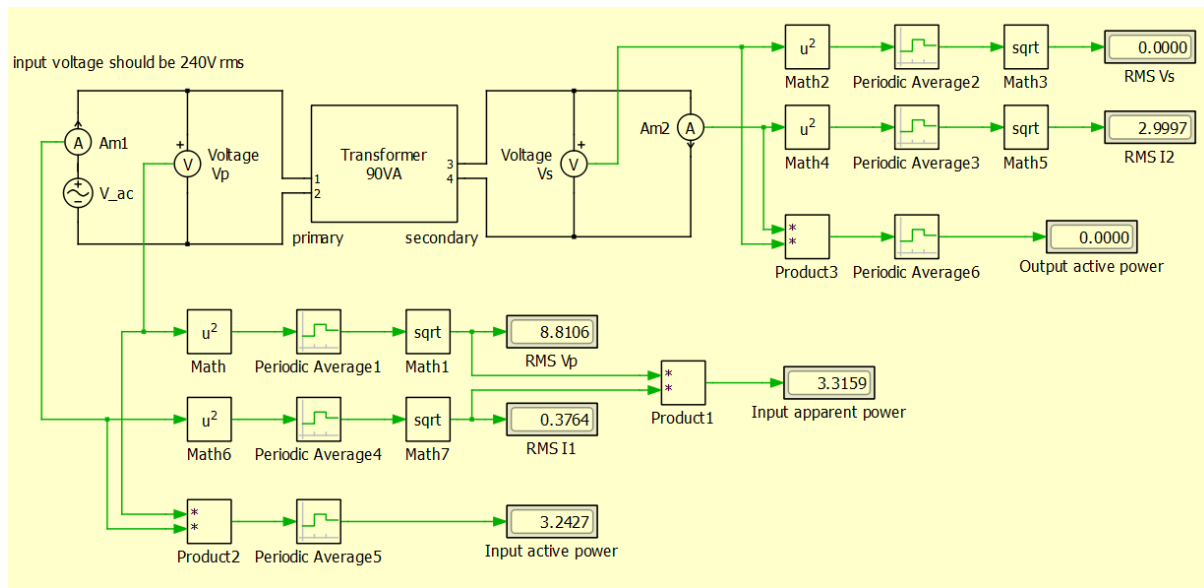 input voltage should be 240V rms
Am1
A
V_ac
+
V
Voltage
Vp
1
2
primary
Transformer
90VA
3
4
secondary
Voltage
Vs
+
V
Am2
A
u²
Math2
Periodic Average2
sqrt
Math3
0.0000
RMS Vs
u²
Math4
Periodic Average3
sqrt
Math5
2.9997
RMS I2
*
*
Product3
Periodic Average6
0.0000
Output active power
u²
Math
Periodic Average1
sqrt
Math1
8.8106
RMS Vp
*
*
Product1
3.3159
Input apparent power
u²
Math6
Periodic Average4
sqrt
Math7
0.3764
RMS I1
*
*
Product2
Periodic Average5
3.2427
Input active power